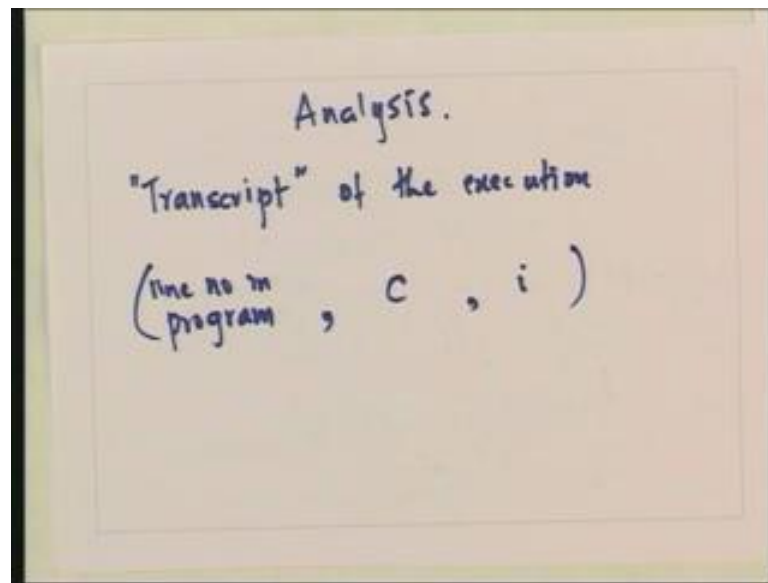 Analysis.
"Transcript" of the execution
(line no in
program , c , i )